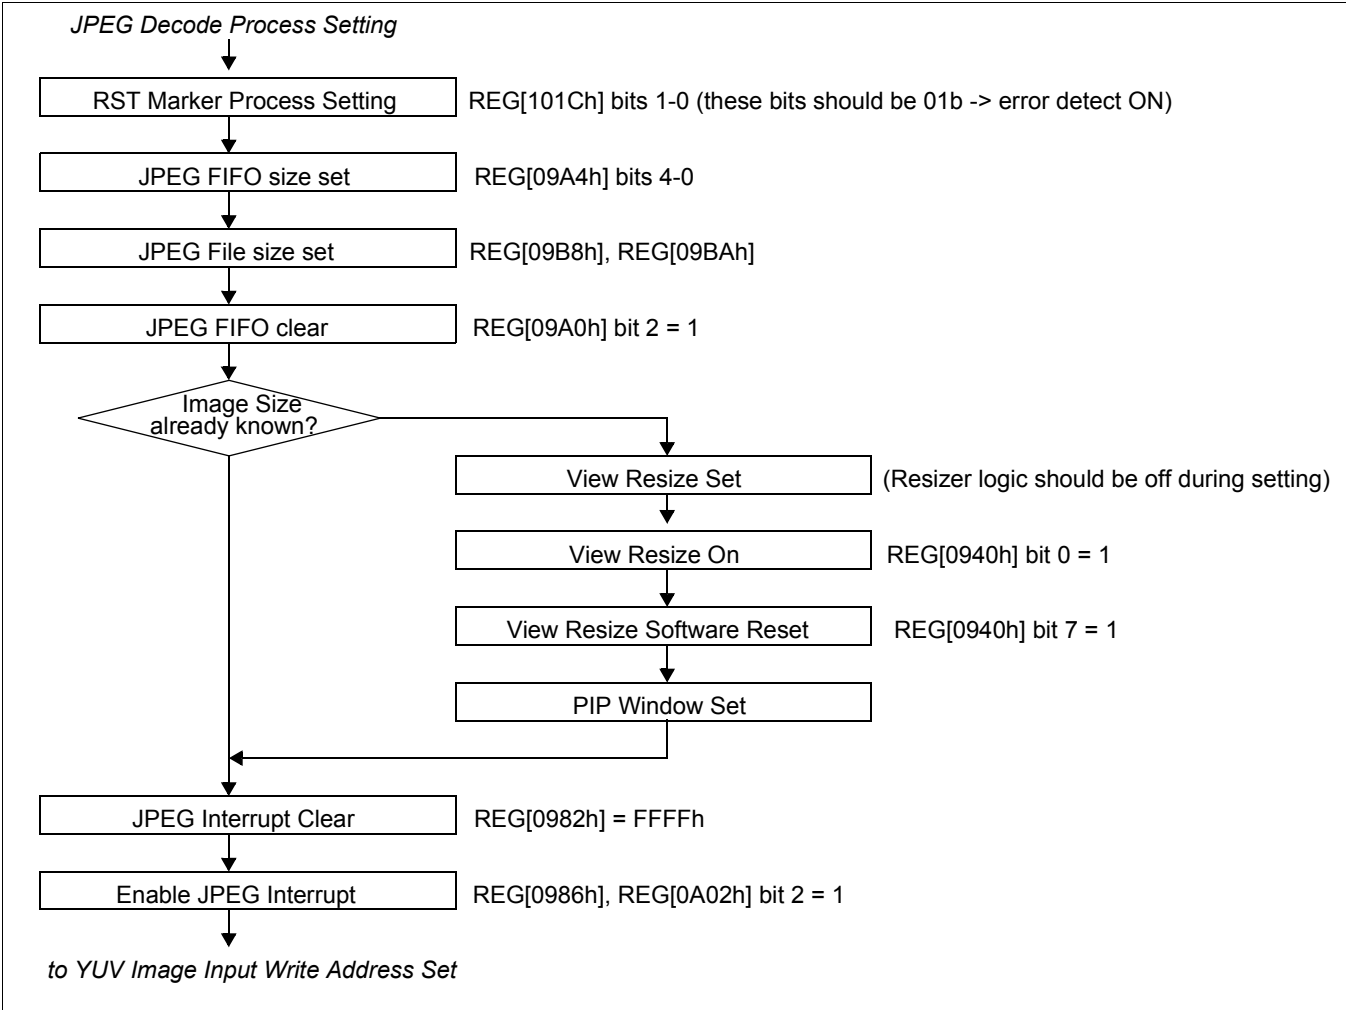 JPEG Decode Process Setting
RST Marker Process Setting REG[101Ch] bits 1-0 (these bits should be 01b -> error detect ON)
JPEG FIFO size set REG[09A4h] bits 4-0
JPEG File size set REG[09B8h], REG[09BAh]
JPEG FIFO clear REG[09A0h] bit 2 = 1
Image Size
already known?
View Resize Set (Resizer logic should be off during setting)
View Resize On REG[0940h] bit 0 = 1
View Resize Software Reset REG[0940h] bit 7 = 1
PIP Window Set
JPEG Interrupt Clear REG[0982h] = FFFFh
Enable JPEG Interrupt REG[0986h], REG[0A02h] bit 2 = 1
to YUV Image Input Write Address Set